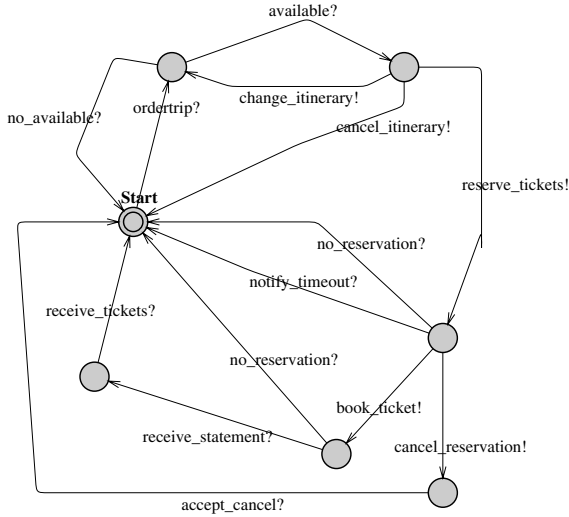 available?
change_itinerary!
ordertrip?
no_available?
cancel_itinerary!
reserve_tickets!
Start
no_reservation?
notify_timeout?
receive_tickets?
no_reservation?
book_ticket!
receive_statement?
cancel_reservation!
accept_cancel?